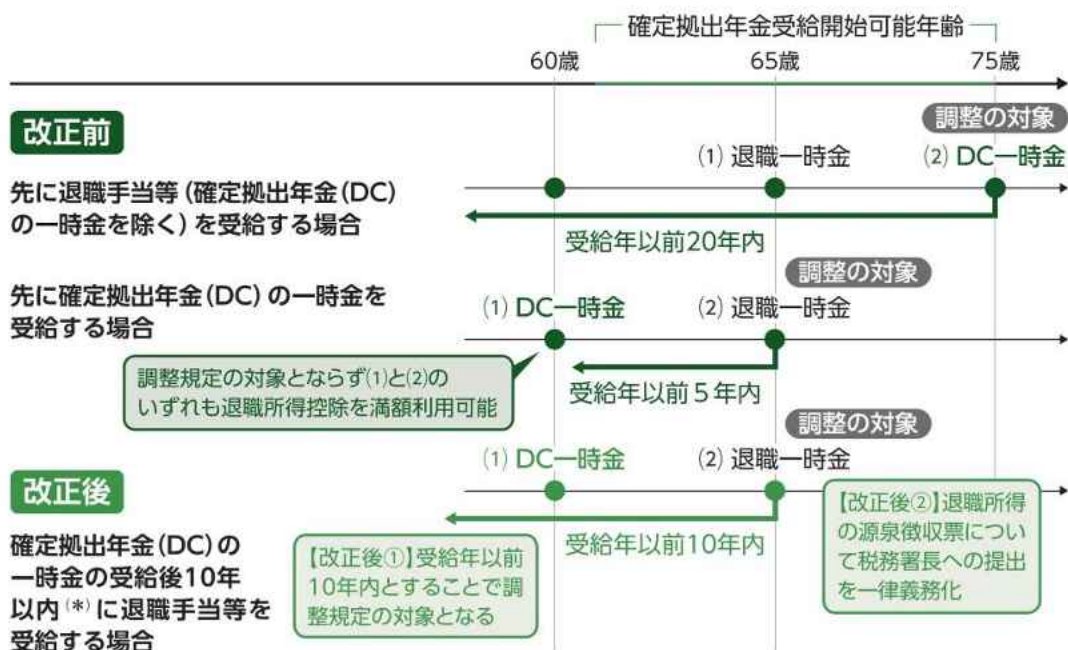 確定拠出年金受給開始可能年齢
60歳 65歳 75歳
改正前
調整の対象
(1) 退職一時金 (2) DC一時金
先に退職手当等(確定拠出年金(DC)
の一時金を除く)を受給する場合
受給年以前20年内
調整の対象
先に確定拠出年金(DC)の一時金を
受給する場合
(1) DC一時金 (2) 退職一時金
調整規定の対象とならず(1)と(2)の
いずれも退職所得控除を満額利用可能
受給年以前5年内
調整の対象
(1) DC一時金 (2) 退職一時金
改正後
確定拠出年金(DC)の
一時金の受給後10年
以内(*)に退職手当等を
受給する場合
【改正後①】受給年以前
10年内とすることで調
整規定の対象となる
受給年以前10年内
【改正後②】退職所得
の源泉徴収票につい
て税務署長への提出
を一律義務化